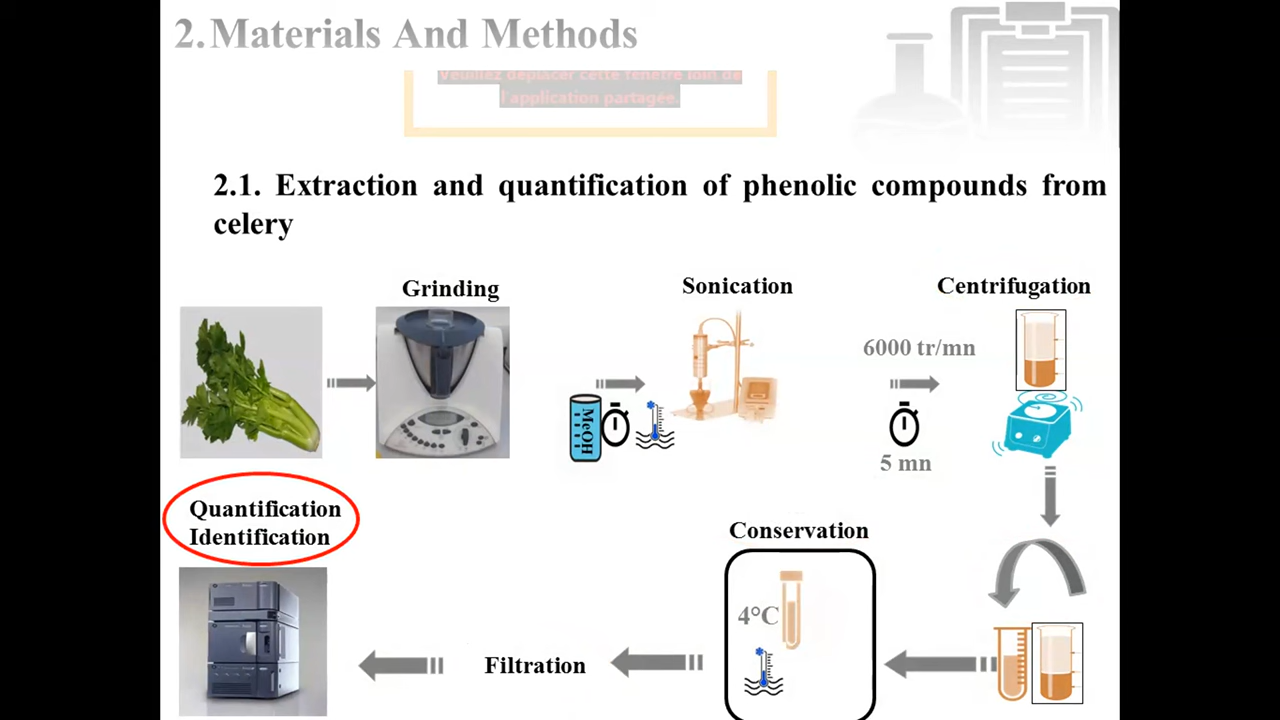 2. Materials And Methods
Veuillez déplacer cette fenêtre loin de
l'application partagée.
2.1. Extraction and quantification of phenolic compounds from
celery
Grinding
Sonication
Centrifugation
6000 tr/mn
MeOH
5 mn
Quantification
Identification
Conservation
4°C
Filtration